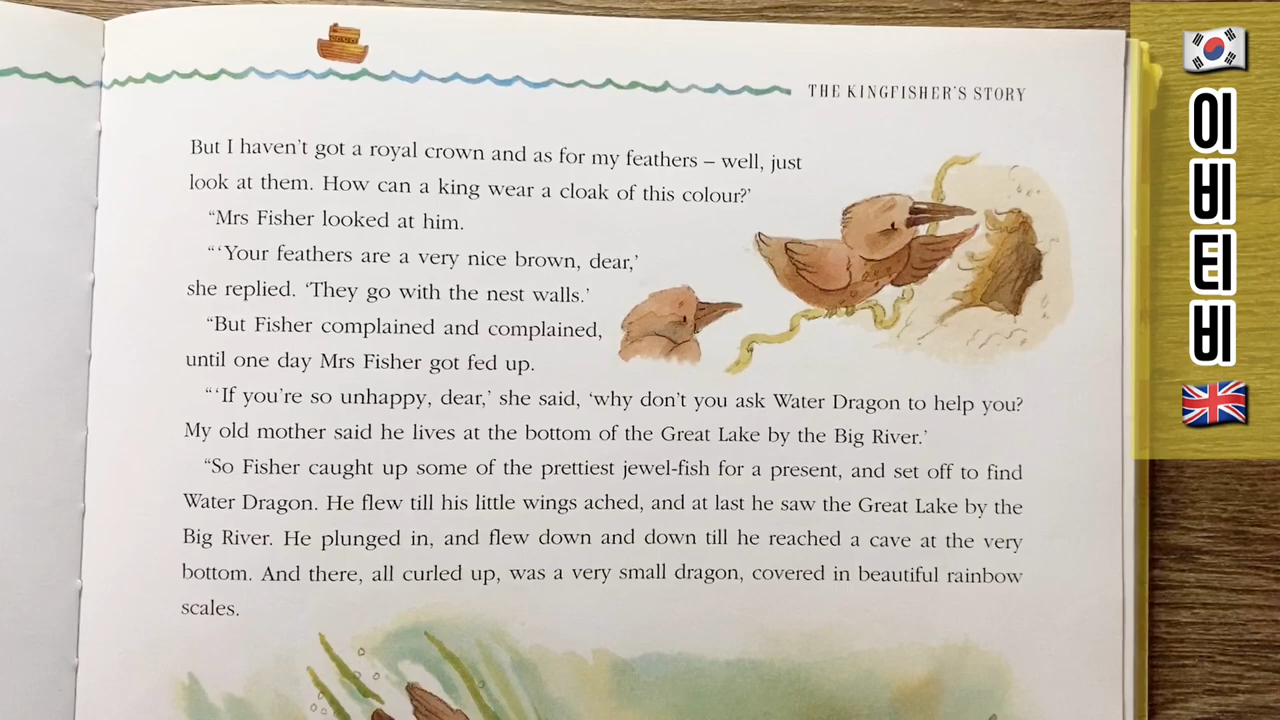 THE KINGFISHER'S STORY
But I haven't got a royal crown and as for my feathers – well, just
look at them. How can a king wear a cloak of this colour?'
“Mrs Fisher looked at him.
“‘Your feathers are a very nice brown, dear,’
she replied. ‘They go with the nest walls.’
“But Fisher complained and complained,
until one day Mrs Fisher got fed up.
“‘If you're so unhappy, dear,’ she said, ‘why don't you ask Water Dragon to help you?
My old mother said he lives at the bottom of the Great Lake by the Big River.’
“So Fisher caught up some of the prettiest jewel-fish for a present, and set off to find
Water Dragon. He flew till his little wings ached, and at last he saw the Great Lake by the
Big River. He plunged in, and flew down and down till he reached a cave at the very
bottom. And there, all curled up, was a very small dragon, covered in beautiful rainbow
scales.
이비티비